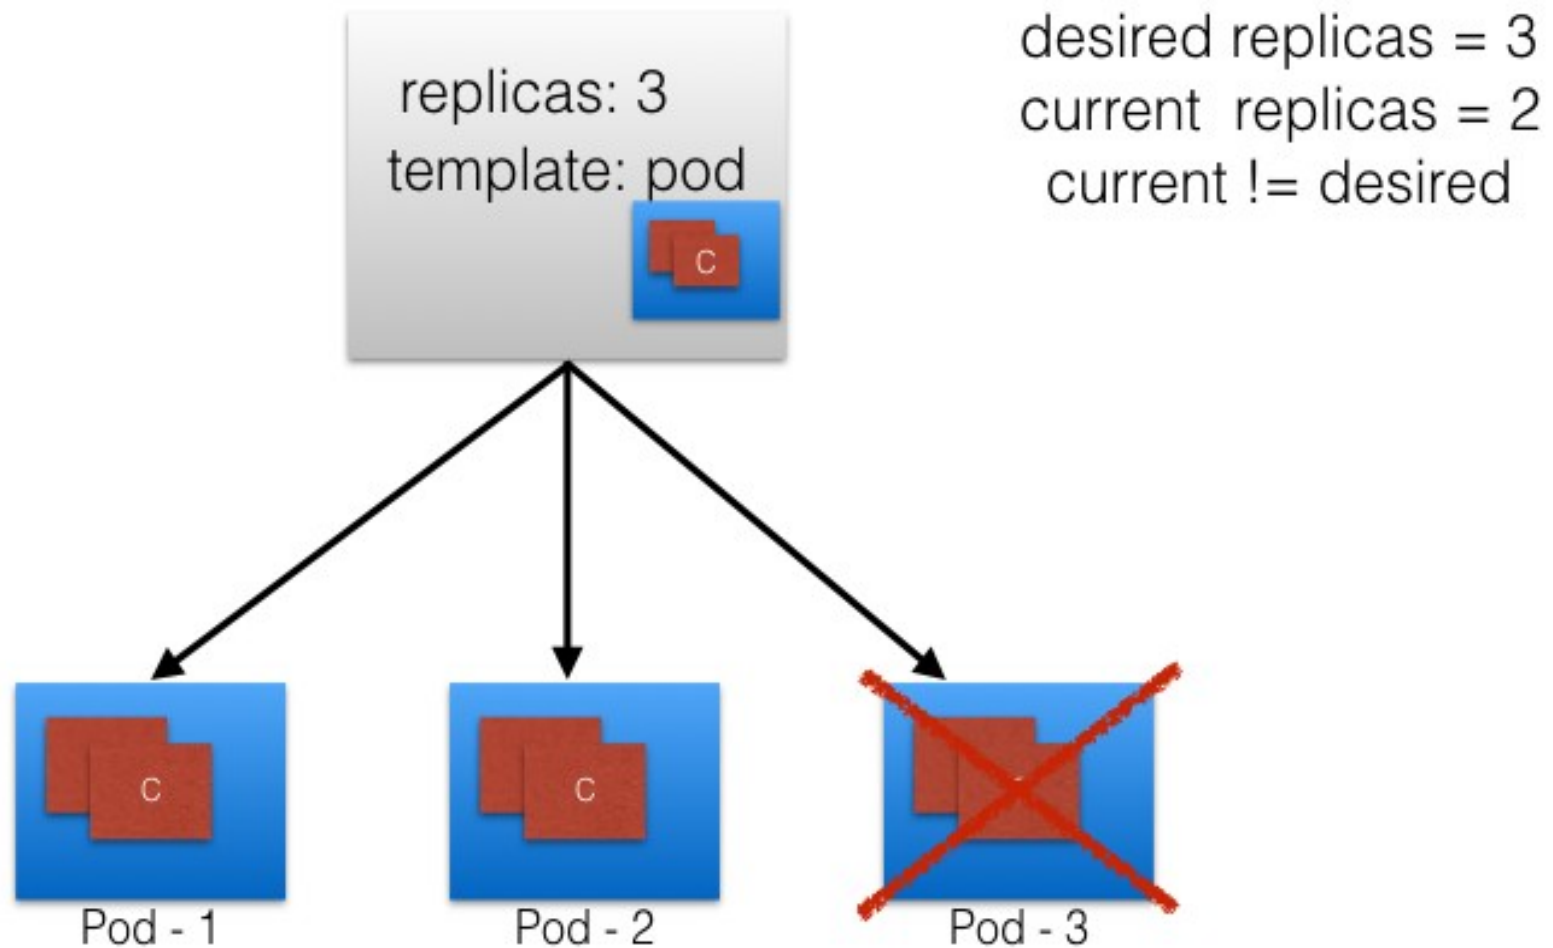 replicas: 3
template: pod
C
desired replicas = 3
current replicas = 2
current != desired
C
C
Pod - 1
Pod - 2
Pod - 3